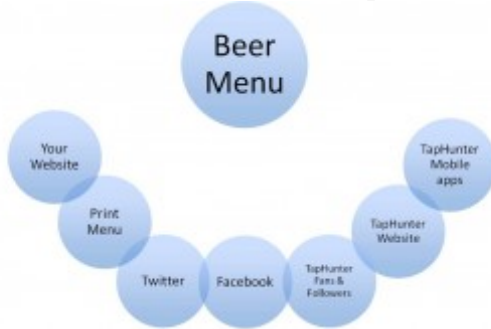 Beer
Menu
Your
Website
Print
Menu
Twitter
Facebook
TapHunter
Fans &
Followers
TapHunter
Website
TapHunter
Mobile
apps